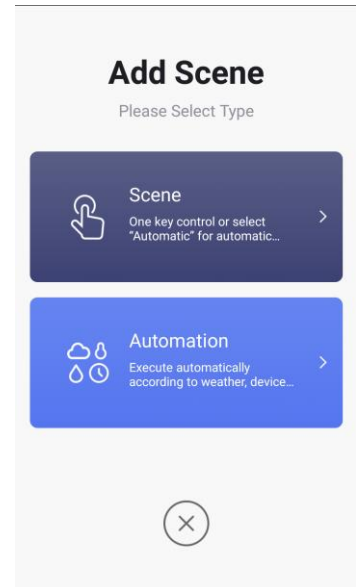 Add Scene
Please Select Type
Scene
One key control or select
"Automatic" for automatic...
Automation
Execute automatically
according to weather, device...